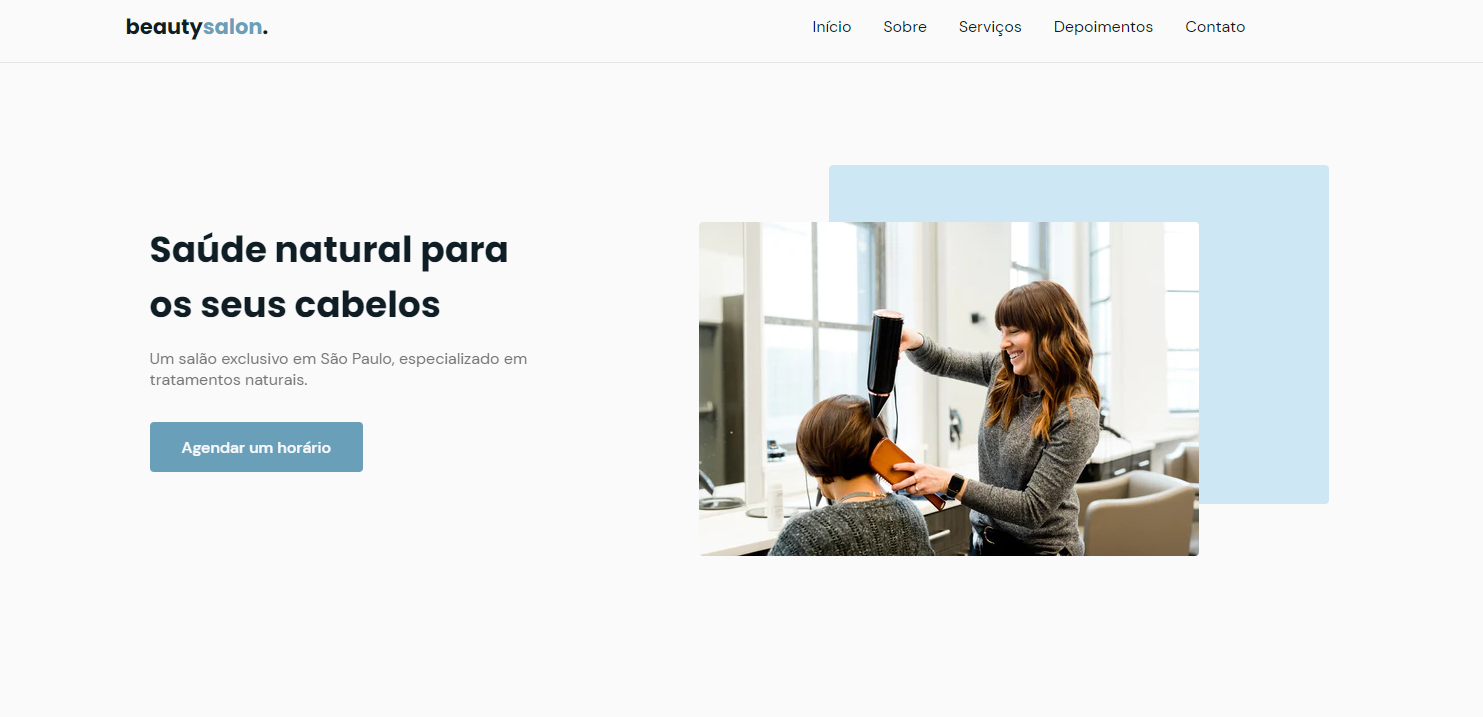 beautysalon.
Início Sobre Serviços Depoimentos Contato
Saúde natural para
os seus cabelos
Um salão exclusivo em São Paulo, especializado em
tratamentos naturais.
Agendar um horário